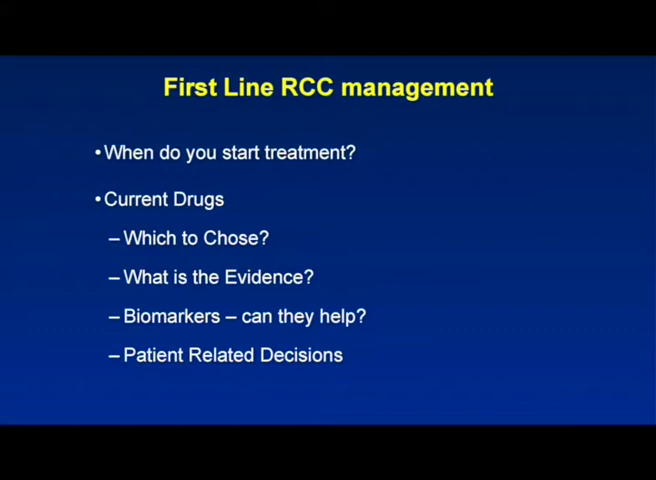 First Line RCC management
•When do you start treatment?
•Current Drugs
–Which to Chose?
–What is the Evidence?
–Biomarkers – can they help?
–Patient Related Decisions